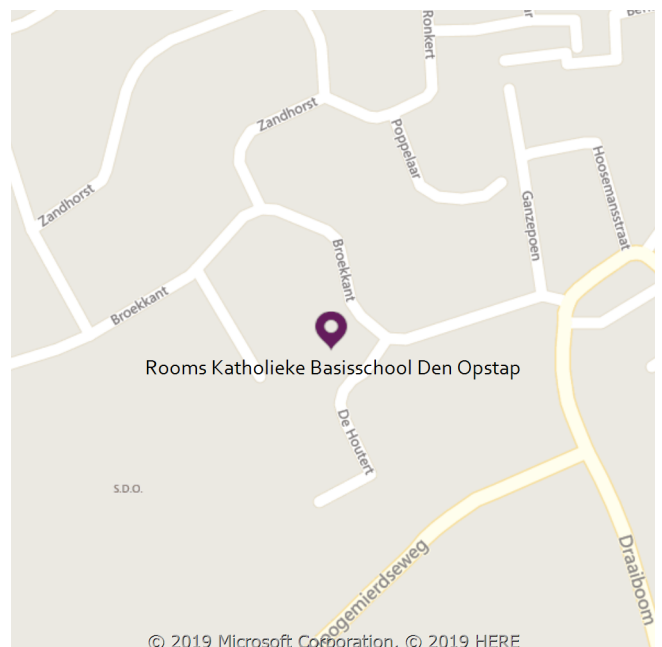 Ronkert
Zandhorst
Poppelaar
Hoosemansstraat
Zandhorst
Ganzepoen
Broekkant
Broekkant
Rooms Katholieke Basisschool Den Opstap
De Houtert
S.D.O.
oogemierdseweg
Draaiboom
© 2019 Microsoft Corporation, © 2019 HERE